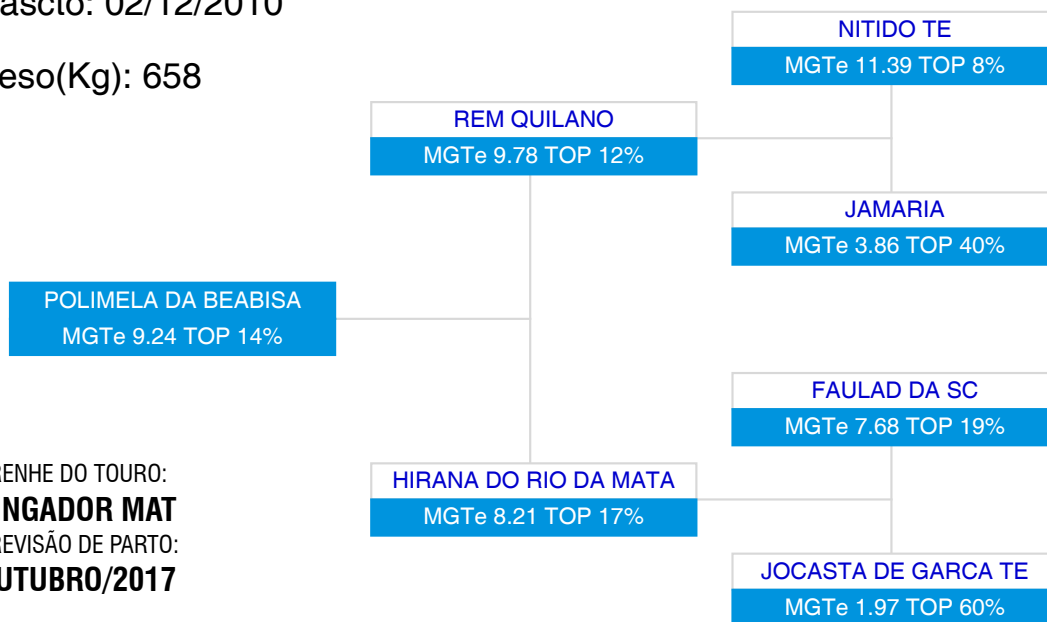 ascto: 02/12/2010
eso(Kg): 658
NITIDO TE
MGTe 11.39 TOP 8%
REM QUILANO
MGTe 9.78 TOP 12%
JAMARIA
MGTe 3.86 TOP 40%
POLIMELA DA BEABISA
MGTe 9.24 TOP 14%
FAULAD DA SC
MGTe 7.68 TOP 19%
HIRANA DO RIO DA MATA
MGTe 8.21 TOP 17%
JOCASTA DE GARCA TE
MGTe 1.97 TOP 60%
RENHE DO TOURO:
NGADOR MAT
REVISÃO DE PARTO:
UTUBRO/2017